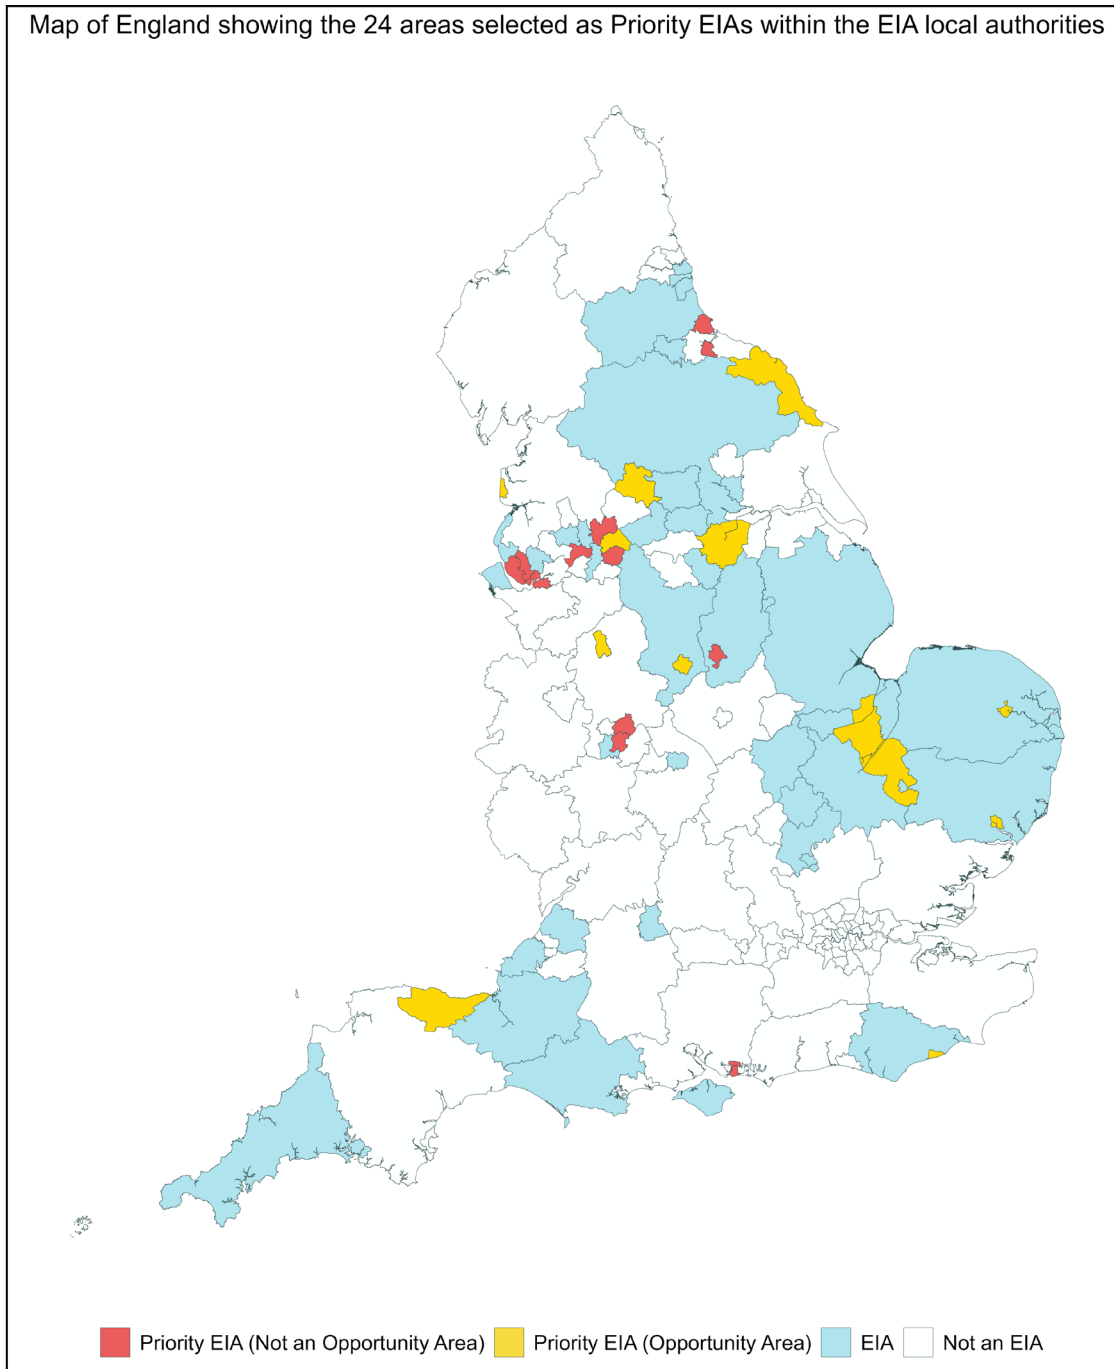 Map of England showing the 24 areas selected as Priority EIAs within the EIA local authorities
Priority EIA (Not an Opportunity Area) Priority EIA (Opportunity Area) EIA Not an EIA